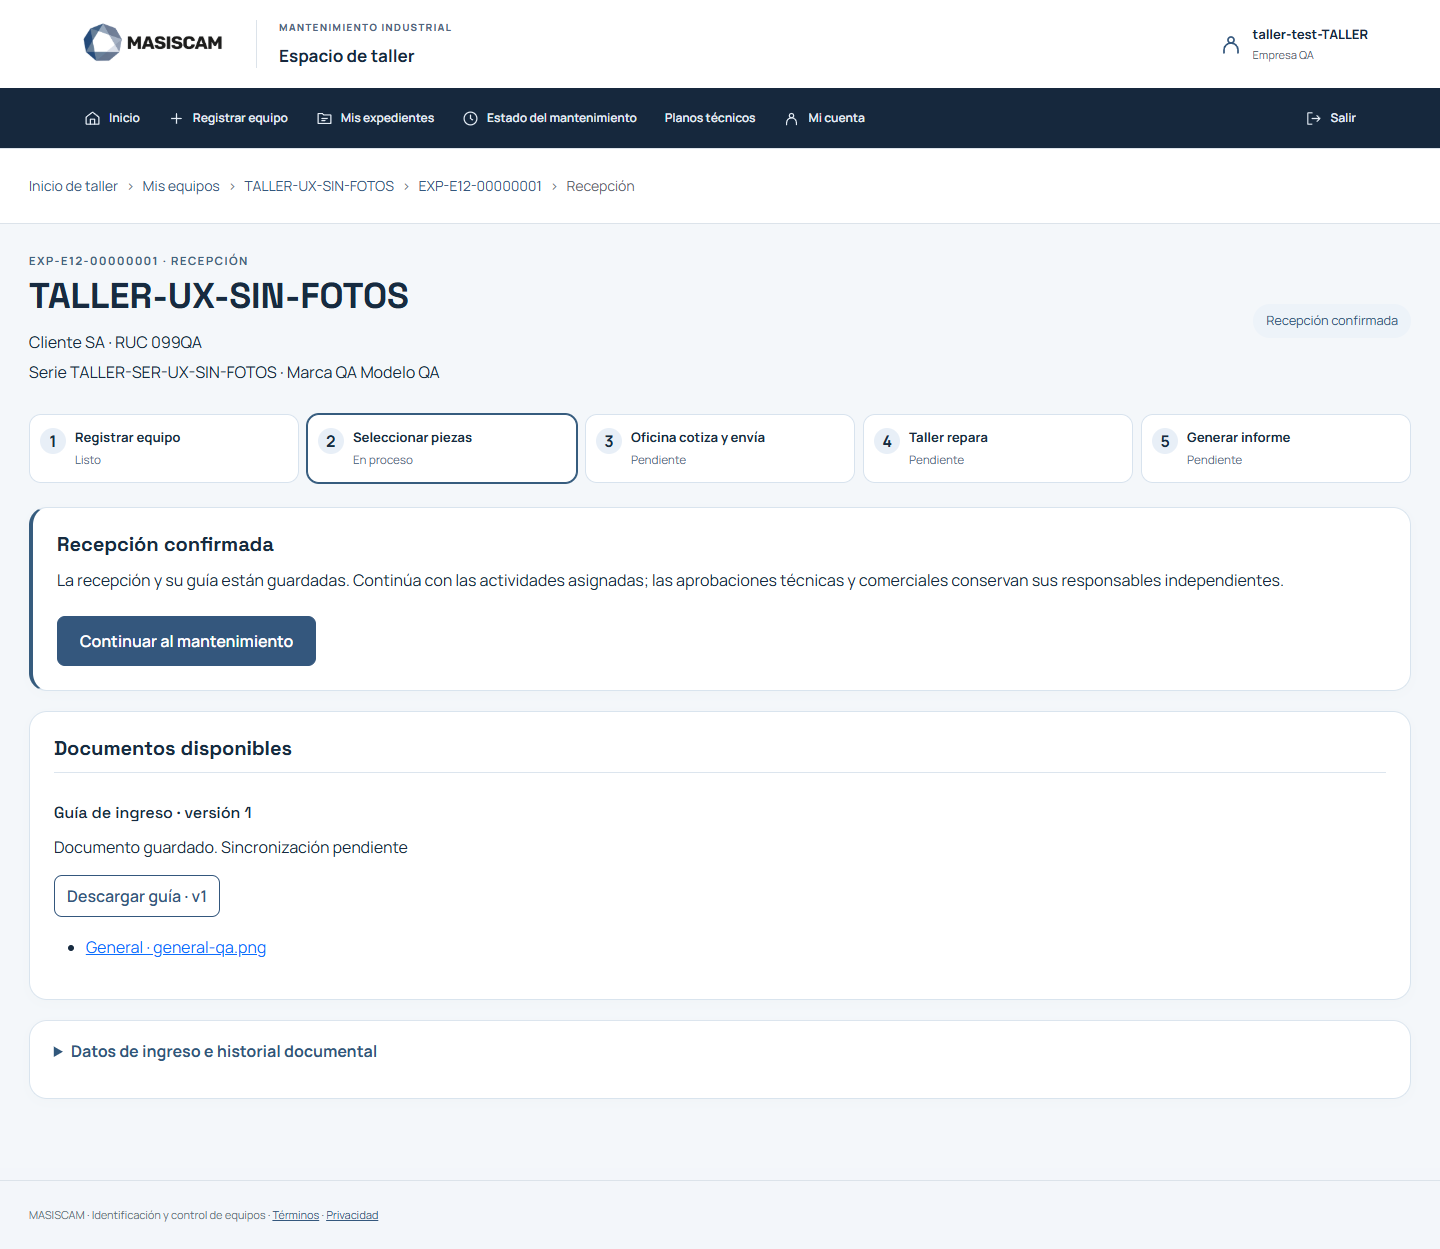 MASISCAM
MANTENIMIENTO INDUSTRIAL
Espacio de taller
taller-test-TALLER
Empresa QA
Inicio
Registrar equipo
Mis expedientes
Estado del mantenimiento
Planos técnicos
Mi cuenta
Salir
Inicio de taller › Mis equipos › TALLER-UX-SIN-FOTOS › EXP-E12-00000001 › Recepción
EXP-E12-00000001 · RECEPCIÓN
TALLER-UX-SIN-FOTOS
Cliente SA · RUC 099QA
Serie TALLER-SER-UX-SIN-FOTOS · Marca QA Modelo QA
Recepción confirmada
1 Registrar equipo
Listo
2 Seleccionar piezas
En proceso
3 Oficina cotiza y envía
Pendiente
4 Taller repara
Pendiente
5 Generar informe
Pendiente
Recepción confirmada
La recepción y su guía están guardadas. Continúa con las actividades asignadas; las aprobaciones técnicas y comerciales conservan sus responsables independientes.
Continuar al mantenimiento
Documentos disponibles
Guía de ingreso · versión 1
Documento guardado. Sincronización pendiente
Descargar guía · v1
• General · general-qa.png
▶ Datos de ingreso e historial documental
MASISCAM · Identificación y control de equipos · Términos · Privacidad